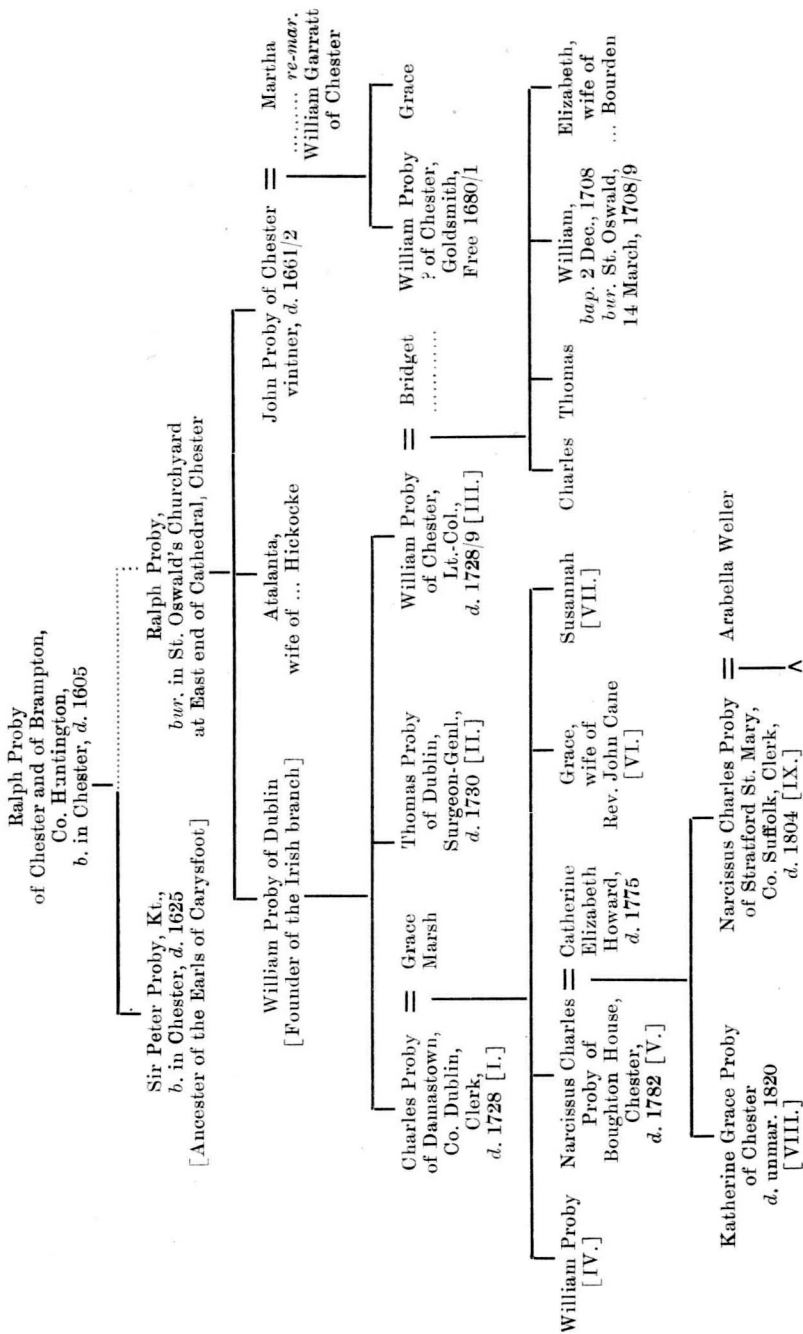 Ralph Proby
of Chester and of Brampton,
Co. Huntington,
b. in Chester, d. 1605
Sir Peter Proby, Kt.,
b. in Chester, d. 1625
[Ancester of the Earls of Carysfoot]
Ralph Proby,
bur. in St. Oswald's Churchyard
at East end of Cathedral, Chester
William Proby of Dublin
[Founder of the Irish branch]
Atalanta,
wife of ... Hickocke
John Proby of Chester
vintner, d. 1661/2
=
Martha
......... re-mar.
William Garratt
of Chester
Charles Proby
of Damastown,
Co. Dublin,
Clerk,
d. 1728 [I.]
=
Grace
Marsh
Thomas Proby
of Dublin,
Surgeon-Genl.,
d. 1730 [II.]
William Proby
of Chester,
Lt.-Col.,
d. 1728/9 [III.]
=
Bridget
............
William Proby
? of Chester,
Goldsmith,
Free 1680/1
Grace
William Proby
[IV.]
Narcissus Charles
Proby of
Boughton House,
Chester,
d. 1782 [V.]
=
Catherine
Elizabeth
Howard,
d. 1775
Grace,
wife of
Rev. John Cane
[VI.]
Susannah
[VII.]
Charles
Thomas
William,
bap. 2 Dec., 1708
bur. St. Oswald,
14 March, 1708/9
Elizabeth,
wife of
... Bourden
Katherine Grace Proby
of Chester
d. unmar. 1820
[VIII.]
Narcissus Charles Proby
of Stratford St. Mary,
Co. Suffolk, Clerk,
d. 1804 [IX.]
=
Arabella Weller